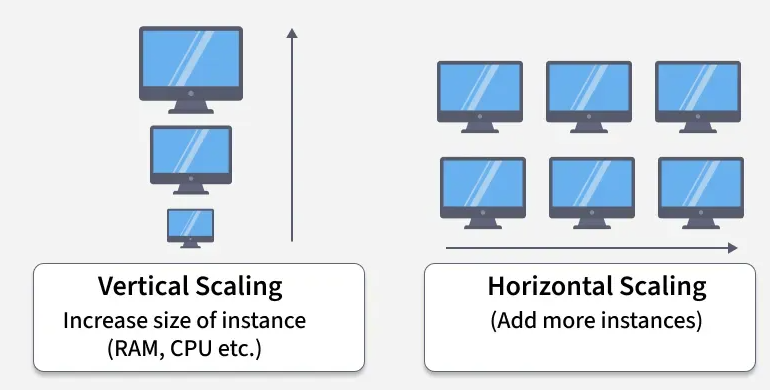 Vertical Scaling
Increase size of instance
(RAM, CPU etc.)
Horizontal Scaling
(Add more instances)